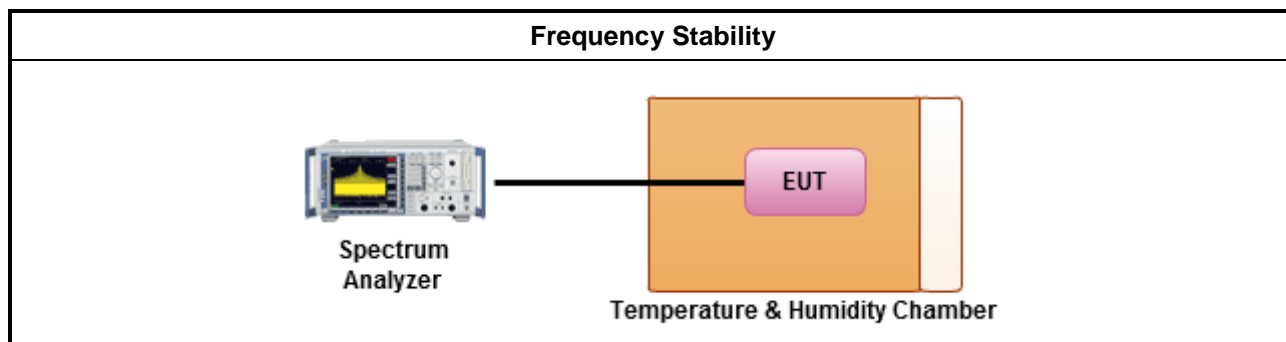 Frequency Stability
EUT
Spectrum
Analyzer
Temperature & Humidity Chamber